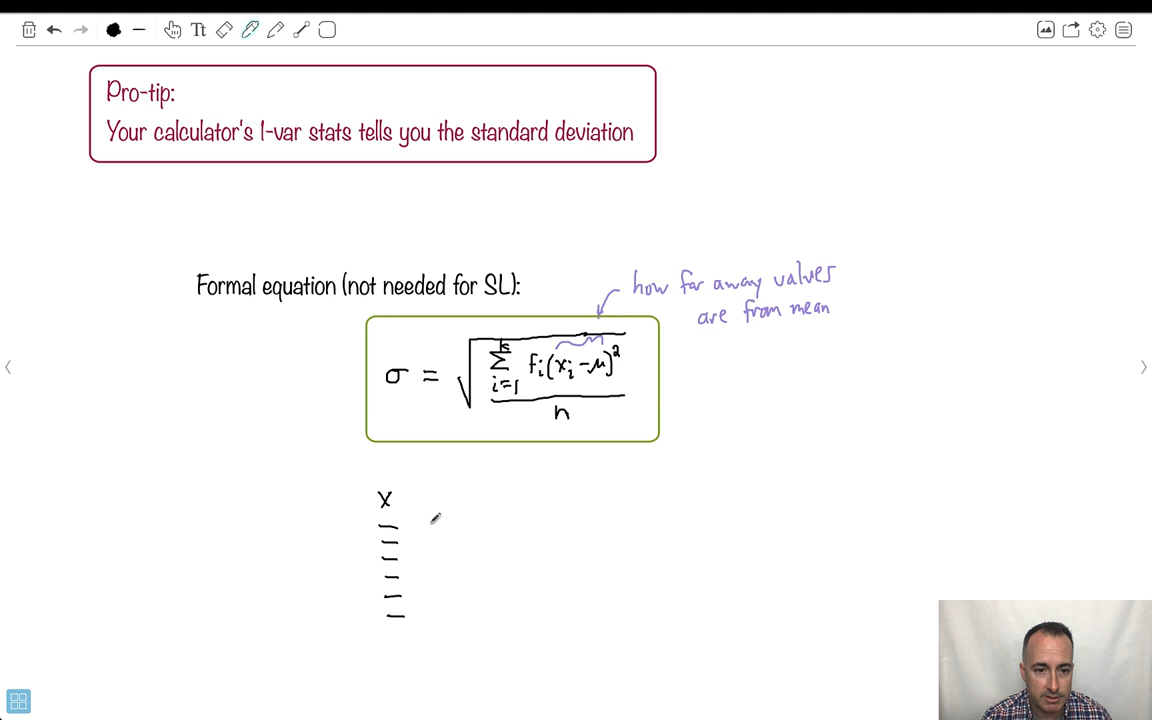 Tt
Pro-tip:
Your calculator's 1-var stats tells you the standard deviation
Formal equation (not needed for SL):
how far away values
are from mean
σ = √(∑_{i=1}^{k} f_i(x_i-μ)^2 / n)
x